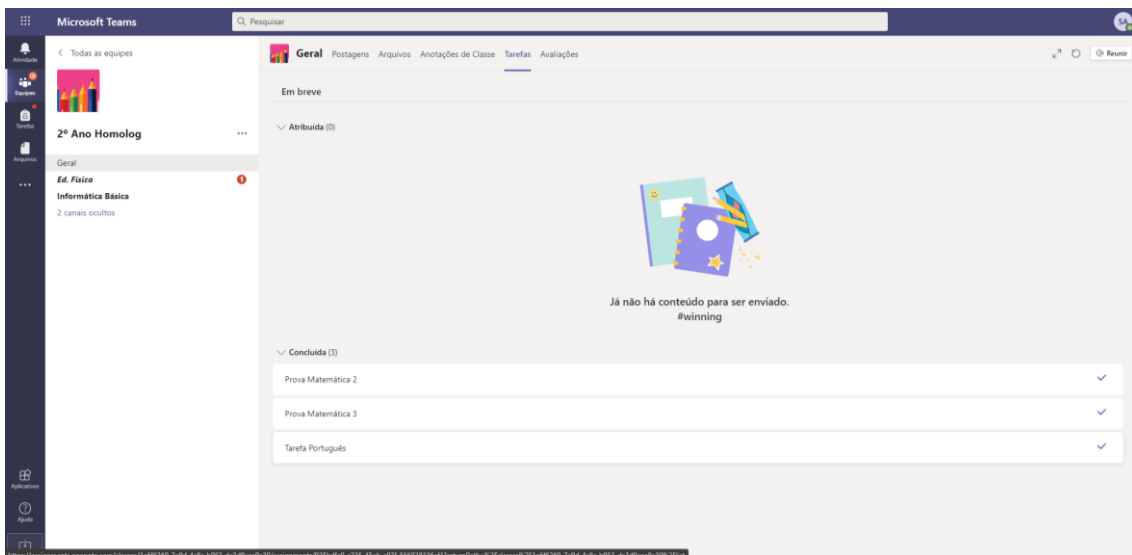 Microsoft Teams
Pesquisar
SA
Atividade
Equipes
Tarefas
Arquivos
Aplicativos
Ajuda
Todas as equipes
2º Ano Homolog
Geral
Ed. Física
1
Informática Básica
2 canais ocultos
Geral Postagens Arquivos Anotações de Classe Tarefas Avaliações
Reunir
Em breve
Atribuída (0)
Já não há conteúdo para ser enviado.
#winning
Concluída (3)
Prova Matemática 2
Prova Matemática 3
Tarefa Português